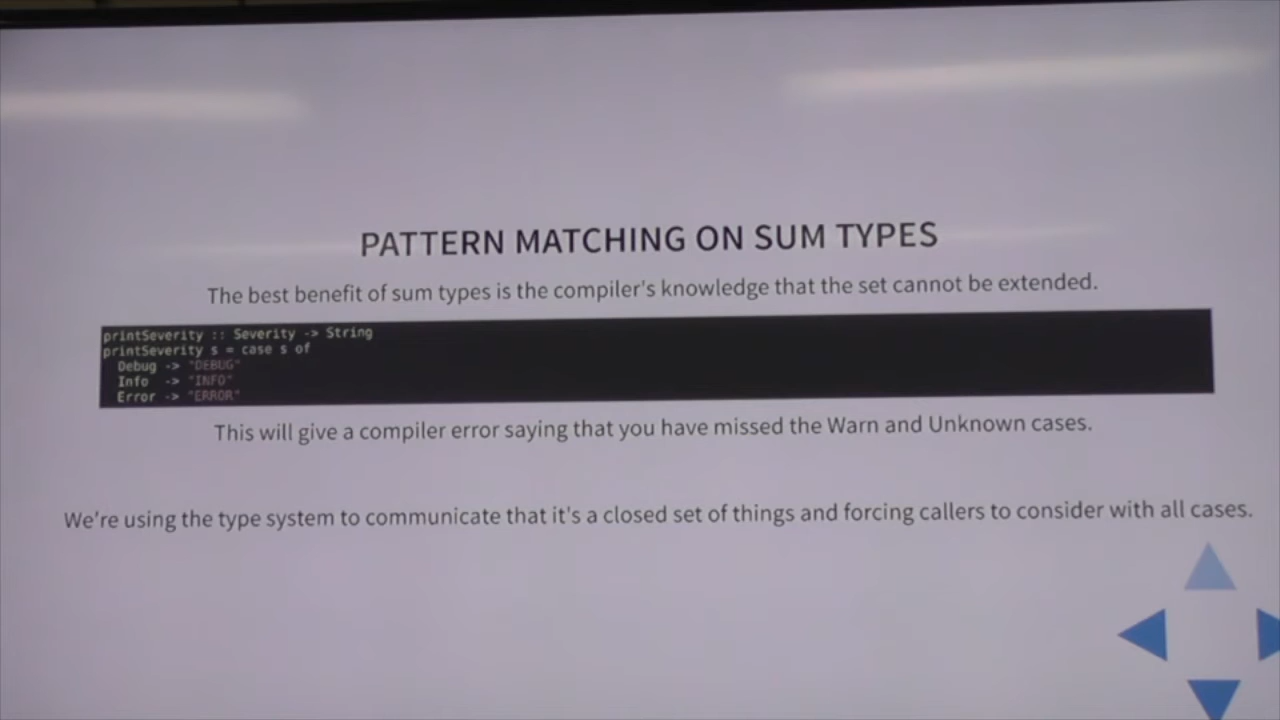 PATTERN MATCHING ON SUM TYPES
The best benefit of sum types is the compiler's knowledge that the set cannot be extended.
printSeverity :: Severity -> String
printSeverity s = case s of
  Debug -> "DEBUG"
  Info  -> "INFO"
  Error -> "ERROR"
This will give a compiler error saying that you have missed the Warn and Unknown cases.
We're using the type system to communicate that it's a closed set of things and forcing callers to consider with all cases.